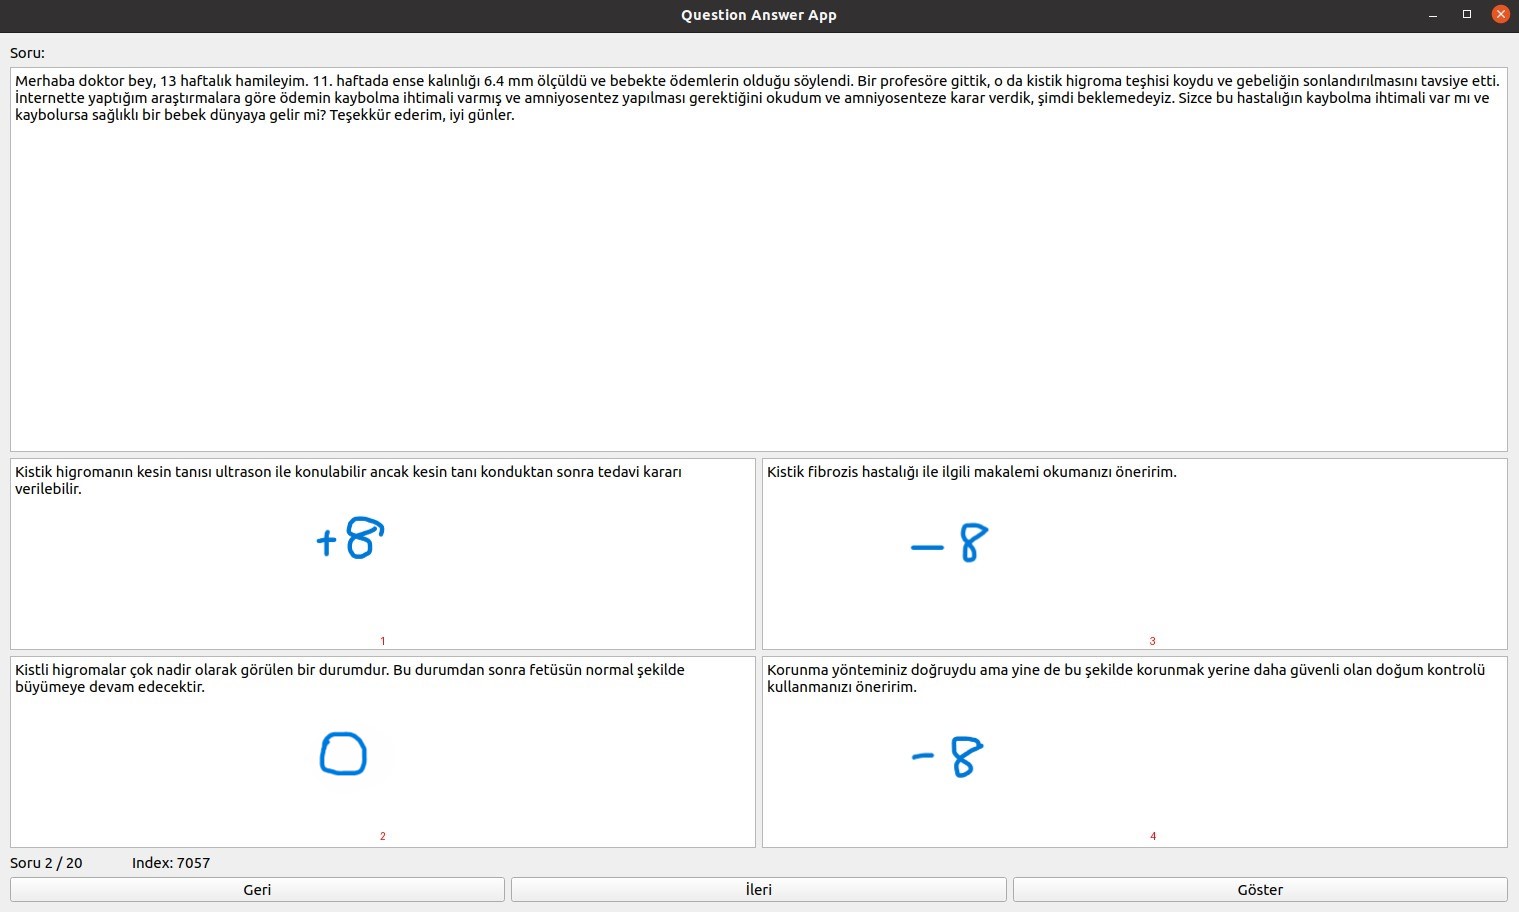 Question Answer App
Soru:
Merhaba doktor bey, 13 haftalık hamileyim. 11. haftada ense kalınlığı 6.4 mm ölçüldü ve bebekte ödemlerin olduğu söylendi. Bir profesöre gittik, o da kistik higroma teşhisi koydu ve gebeliğin sonlandırılmasını tavsiye etti.
İnternette yaptığım araştırmalara göre ödemin kaybolma ihtimali varmış ve amniyosentez yapılması gerektiğini okudum ve amniyosenteze karar verdik, şimdi beklemedeyiz. Sizce bu hastalığın kaybolma ihtimali var mı ve
kaybolursa sağlıklı bir bebek dünyaya gelir mi? Teşekkür ederim, iyi günler.
Kistik higromanın kesin tanısı ultrason ile konulabilir ancak kesin tanı konduktan sonra tedavi kararı
verilebilir.
+8
1
Kistik fibrozis hastalığı ile ilgili makalemi okumanızı öneririm.
- 8
3
Kistli higromalar çok nadir olarak görülen bir durumdur. Bu durumdan sonra fetüsün normal şekilde
büyümeye devam edecektir.
0
2
Korunma yönteminiz doğruydu ama yine de bu şekilde korunmak yerine daha güvenli olan doğum kontrolü
kullanmanızı öneririm.
- 8
4
Soru 2 / 20 Index: 7057
Geri İleri Göster